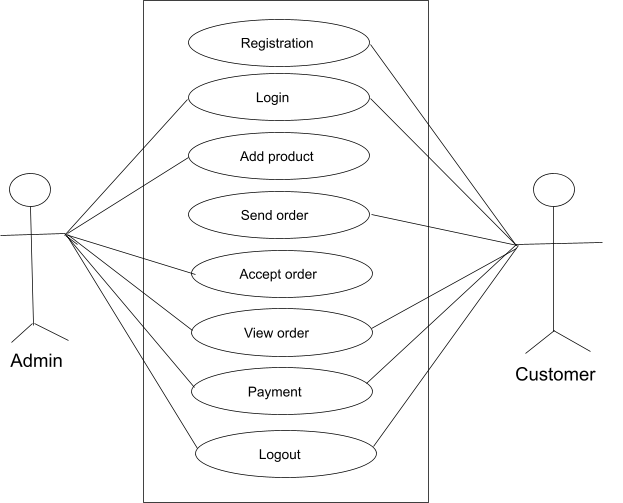 Registration
Login
Add product
Send order
Accept order
View order
Payment
Logout
Admin
Customer